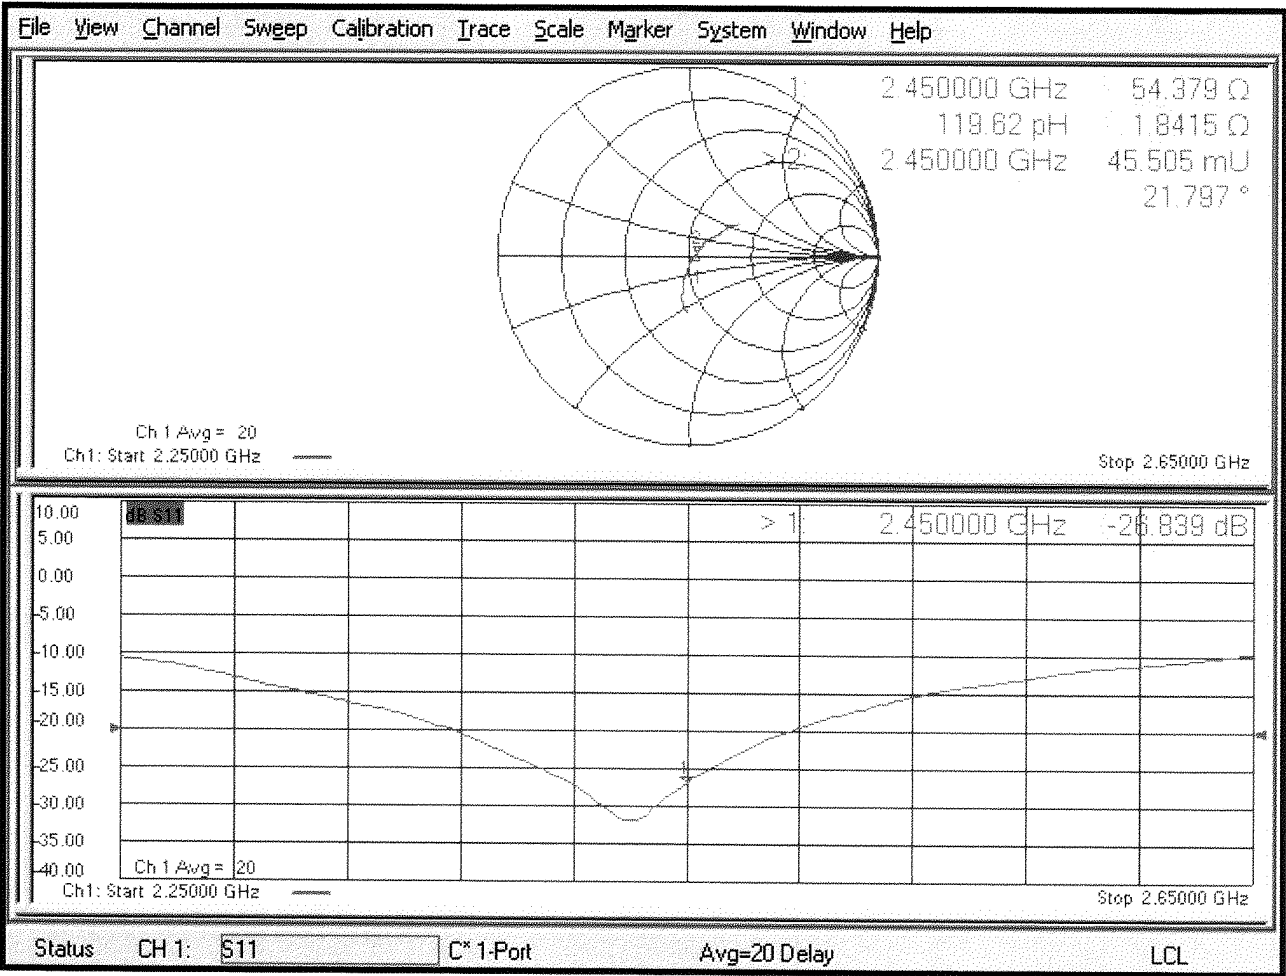 File View Channel Sweep Calibration Trace Scale Marker System Window Help
1: 2.450000 GHz 54.379 Ω
119.62 pH 1.8415 Ω
> 2: 2.450000 GHz 45.505 mU
21.797 °
Ch 1 Avg = 20
Ch1: Start 2.25000 GHz
Stop 2.65000 GHz
10.00
dB S11
> 1: 2.450000 GHz -26.839 dB
5.00
0.00
-5.00
-10.00
-15.00
-20.00
-25.00
1
-30.00
-35.00
-40.00
Ch 1 Avg = 20
Ch1: Start 2.25000 GHz
Stop 2.65000 GHz
Status CH 1: S11 C* 1-Port Avg=20 Delay LCL